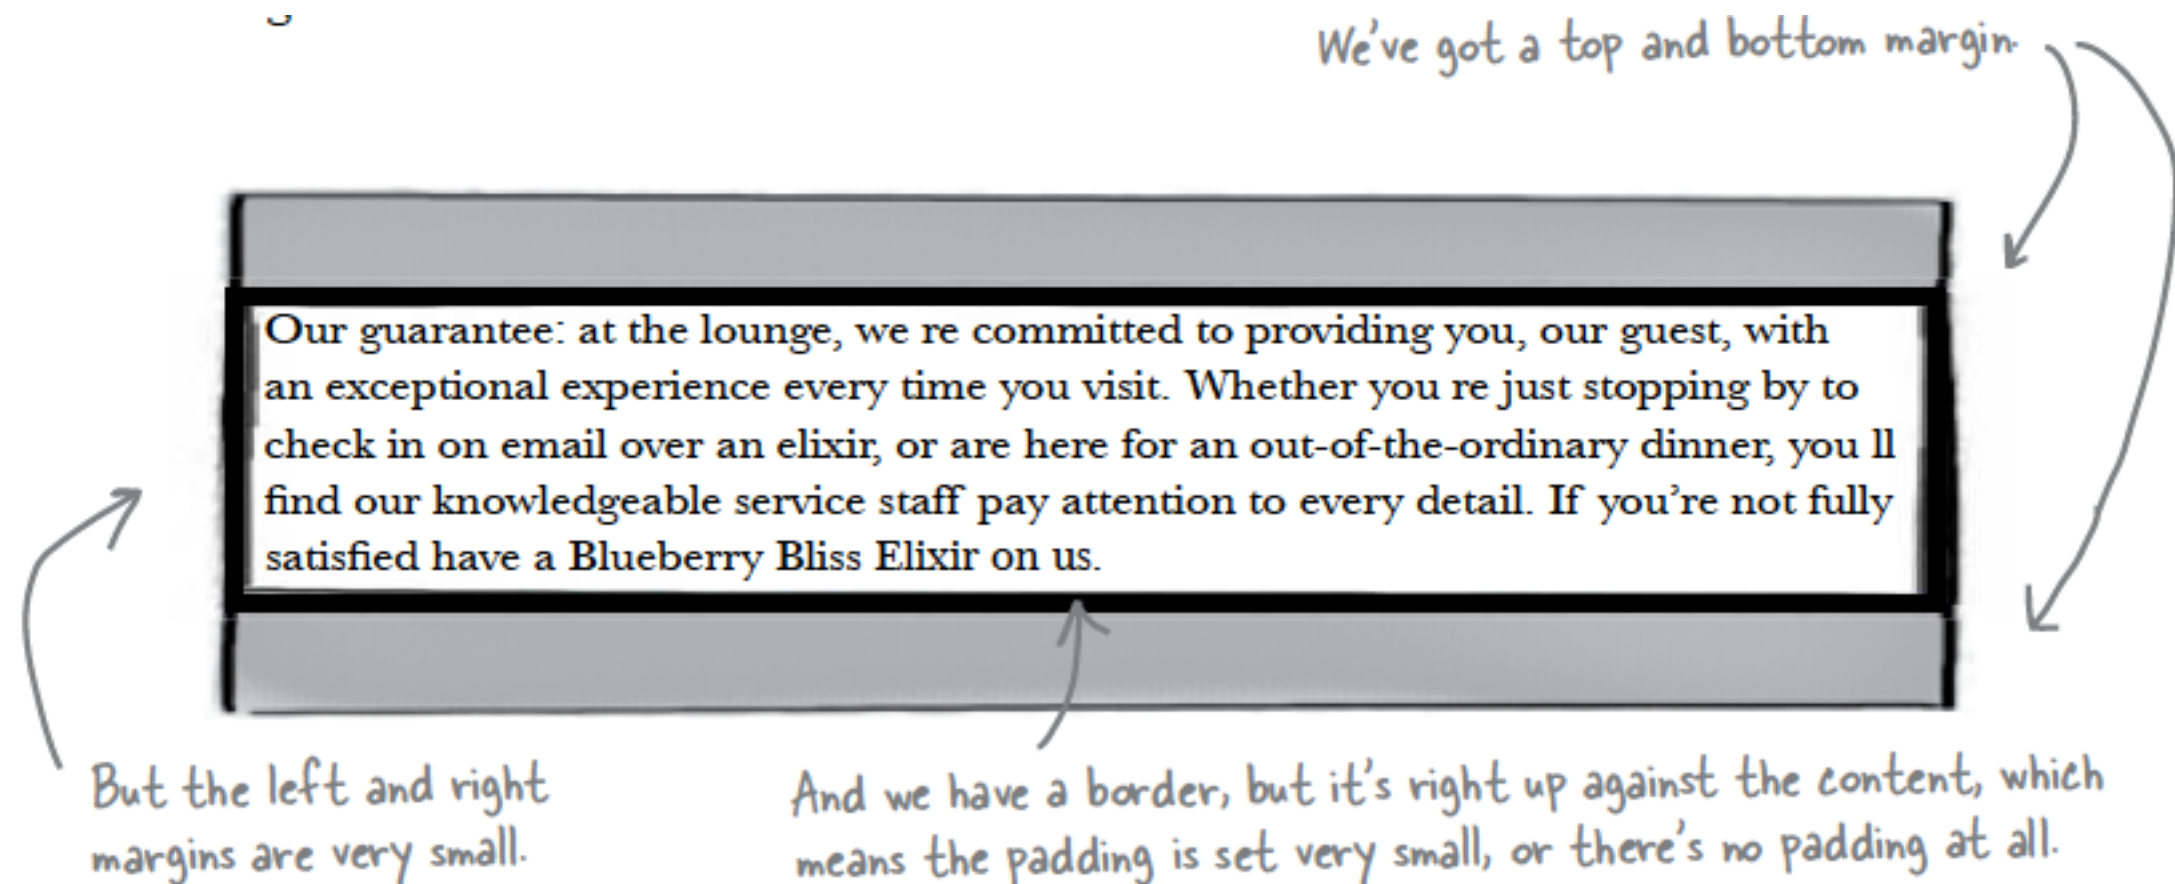 We've got a top and bottom margin.
Our guarantee: at the lounge, we re committed to providing you, our guest, with
an exceptional experience every time you visit. Whether you re just stopping by to
check in on email over an elixir, or are here for an out-of-the-ordinary dinner, you ll
find our knowledgeable service staff pay attention to every detail. If you’re not fully
satisfied have a Blueberry Bliss Elixir on us.
But the left and right
margins are very small.
And we have a border, but it's right up against the content, which
means the padding is set very small, or there's no padding at all.